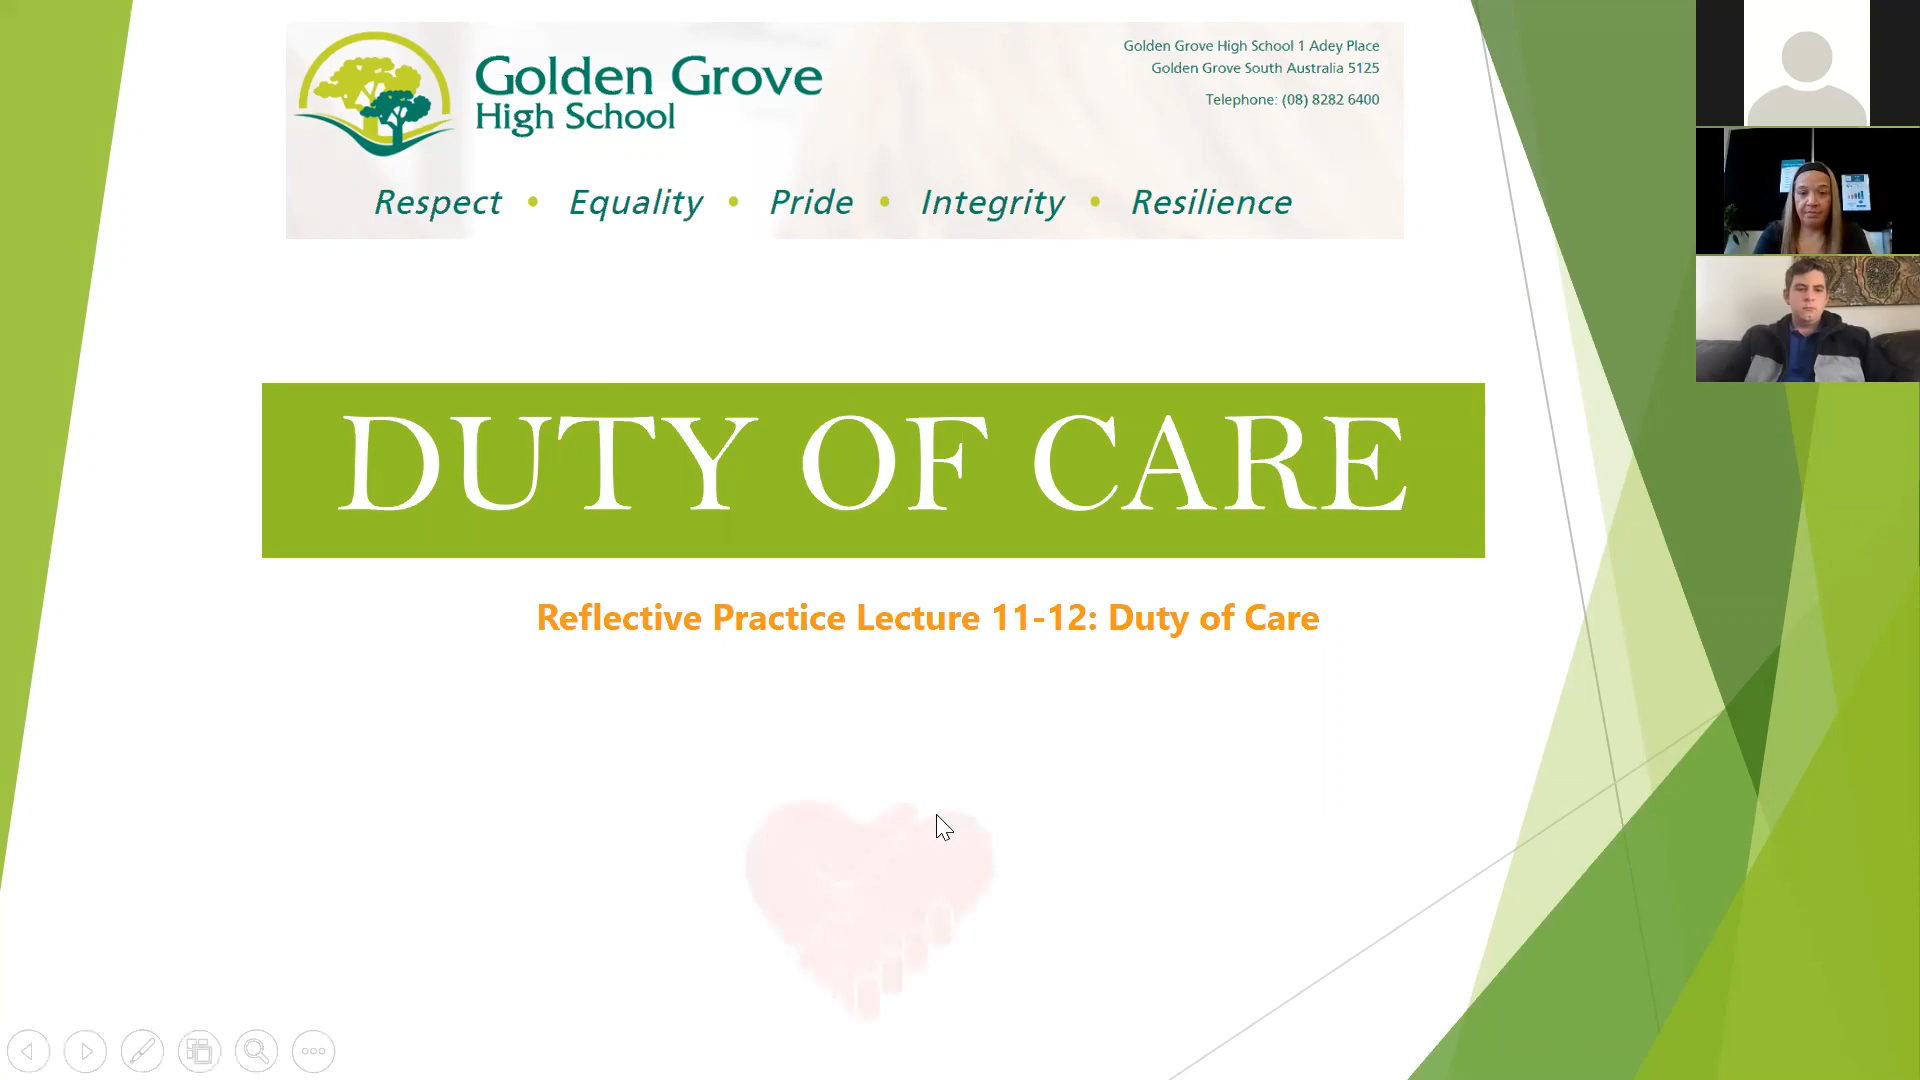 Golden Grove
High School
Golden Grove High School 1 Adey Place
Golden Grove South Australia 5125
Telephone: (08) 8282 6400
Respect • Equality • Pride • Integrity • Resilience
DUTY OF CARE
Reflective Practice Lecture 11-12: Duty of Care